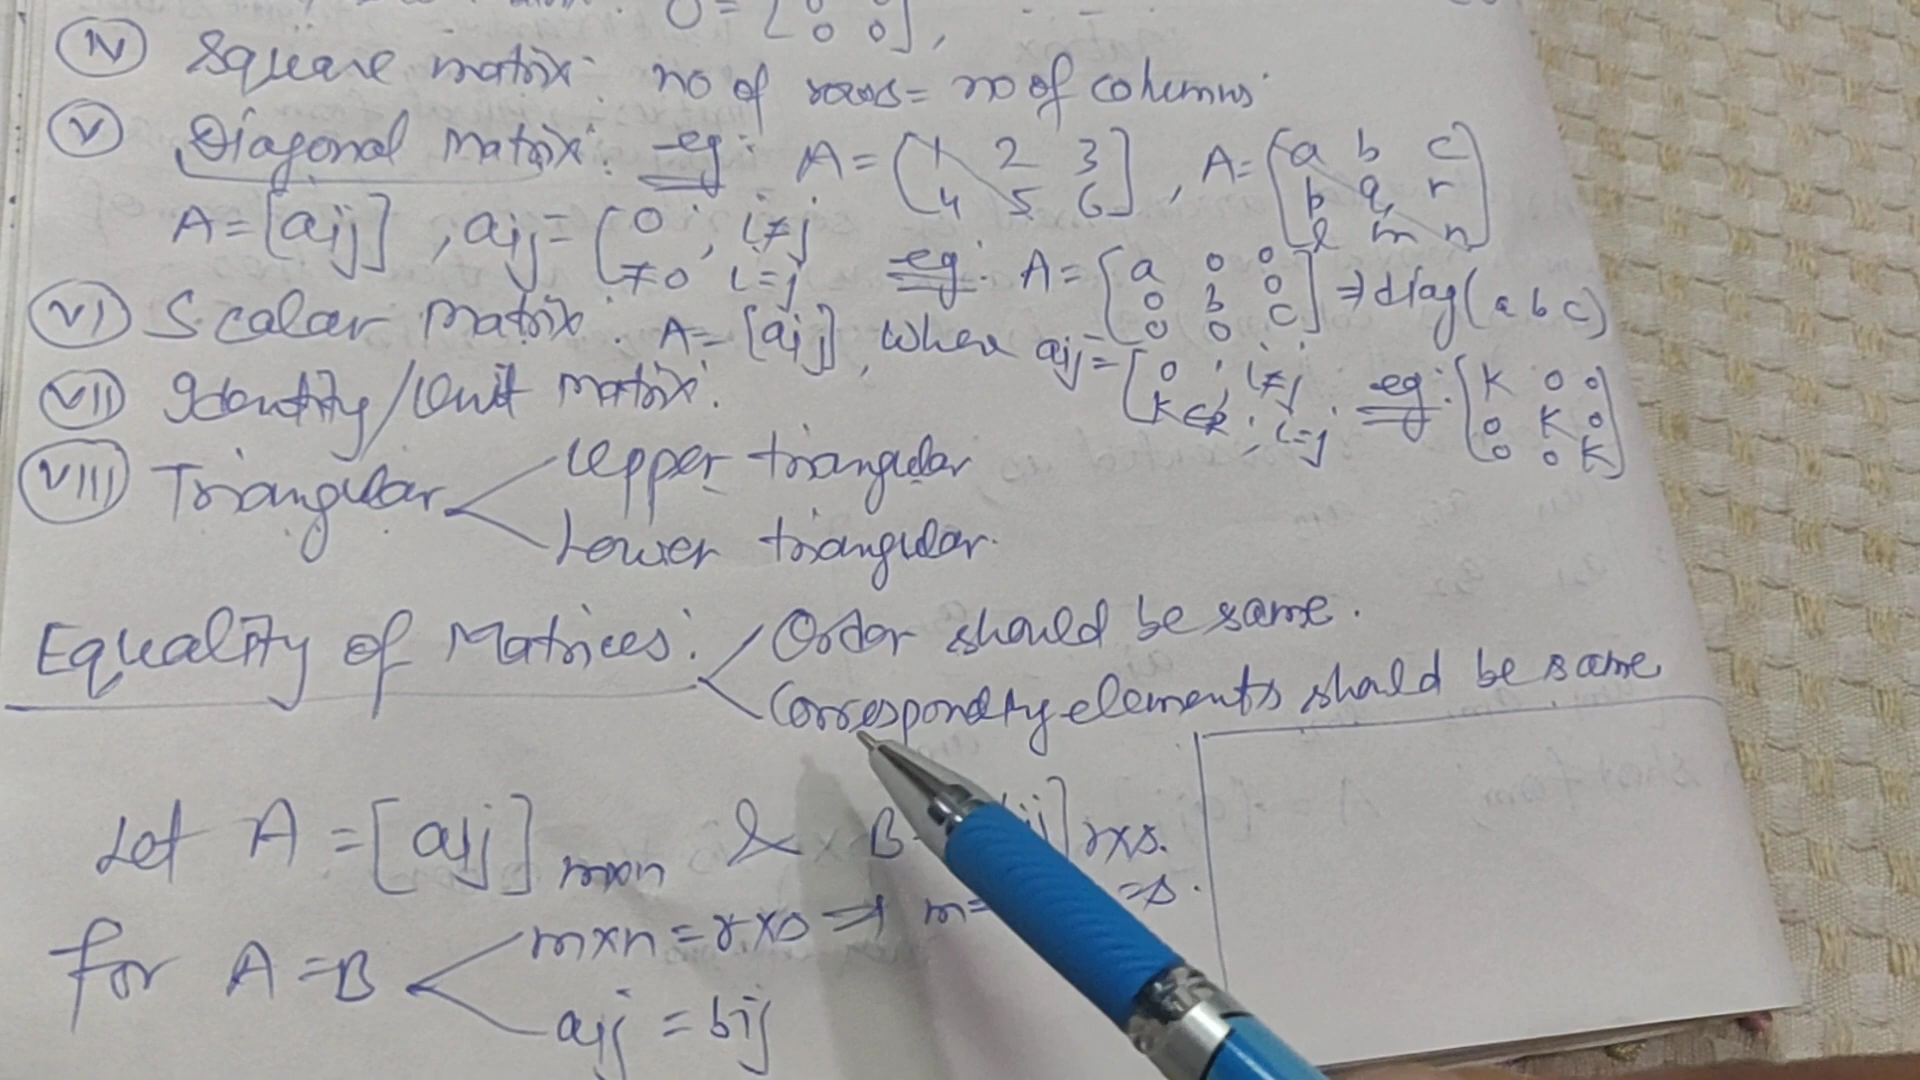 O = [0 0
(IV) Square matrix: no of rows = no of columns.
(V) Diagonal Matrix: eg: A = [1 2 3 4 5 6], A = [a b c p q r l m n]
A = [aij], aij = [0, i≠j ≠0 i=j eg: A = [a 0 0 0 b 0 0 0 c] ⇒ diag(a b c)
(VI) Scalar Matrix: A = [aij], where aij = [0, i≠j K∈R, i=j. eg: [K 0 0 0 K 0 0 0 K]
(VII) Identity/Unit matrix:
(VIII) Triangular < Upper triangular
Lower triangular.
Equality of Matrices: < Order should be same.
Corresponding elements should be same
Let A = [aij] m×n & B ij] r×s.
for A = B < m×n = r×s ⇒ m= =s.
aij = bij